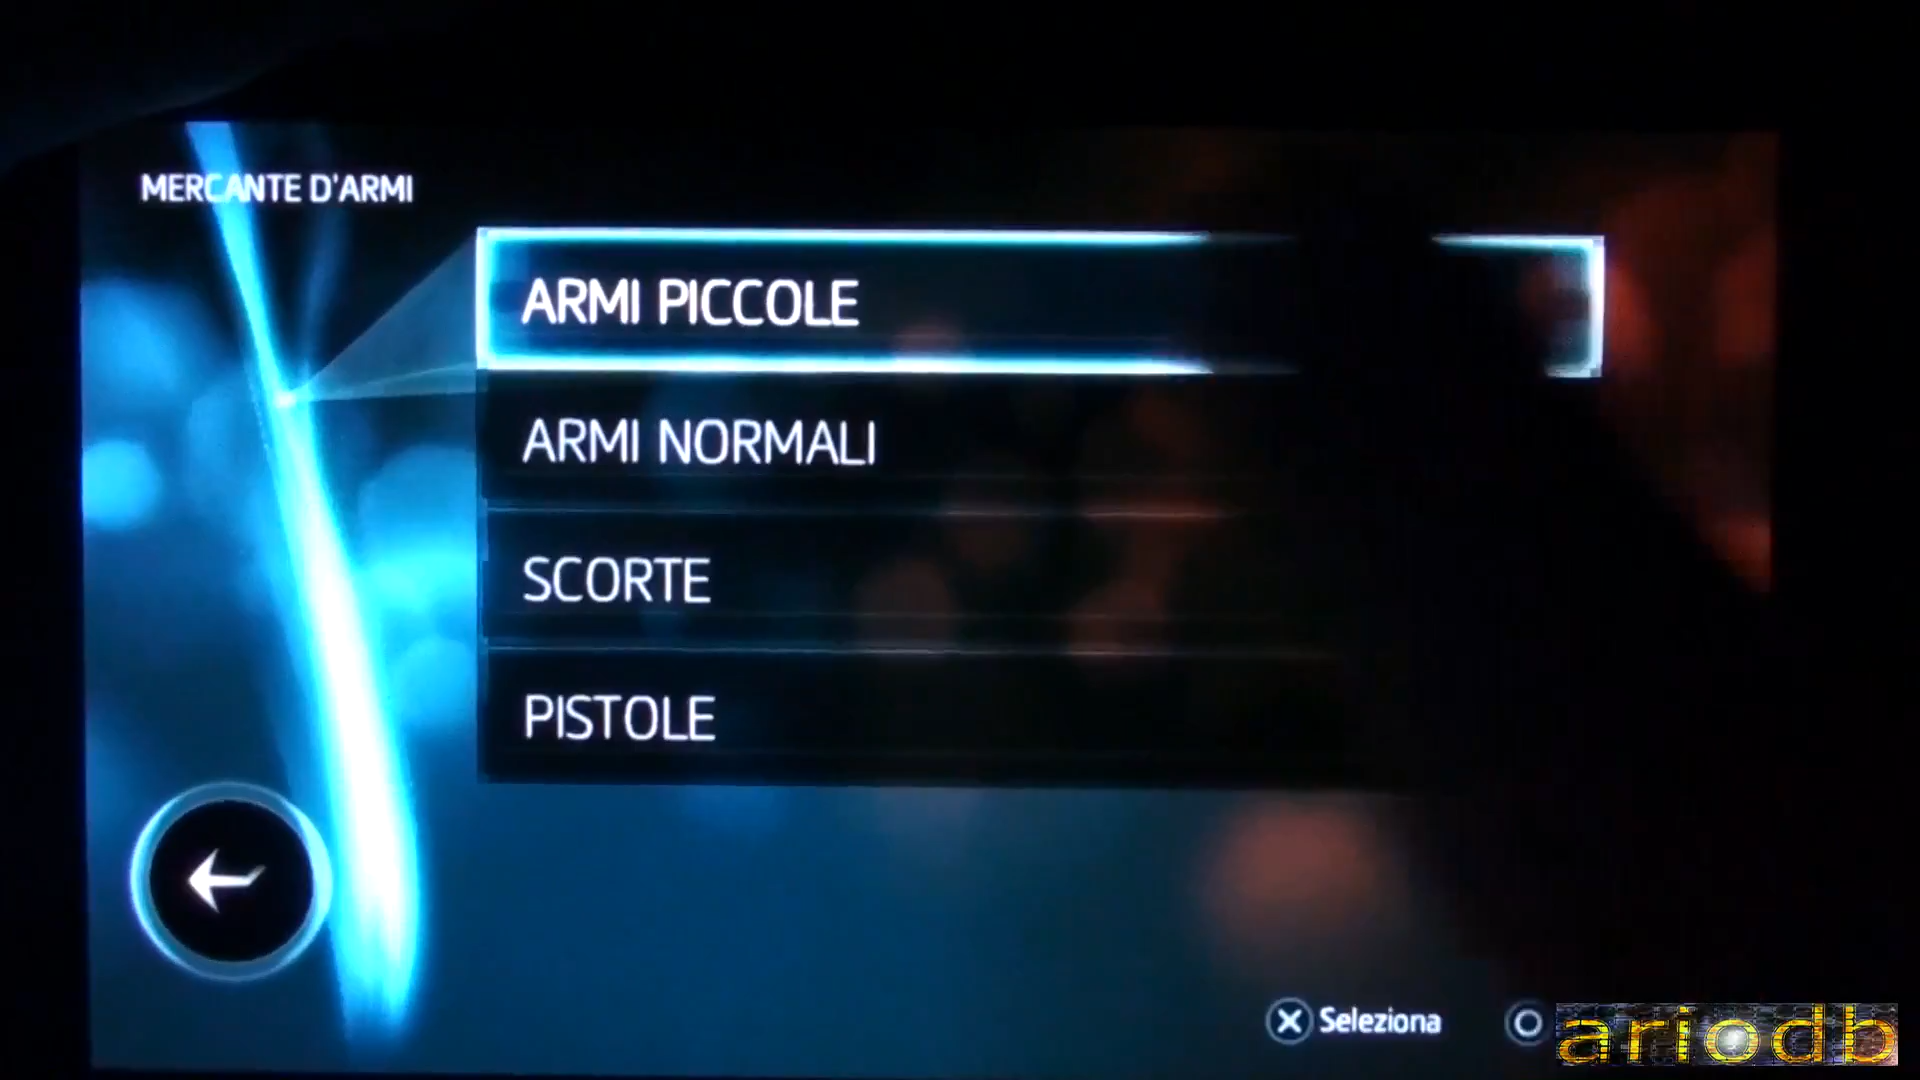 MERCANTE D'ARMI
ARMI PICCOLE
ARMI NORMALI
SCORTE
PISTOLE
Seleziona
ariodb